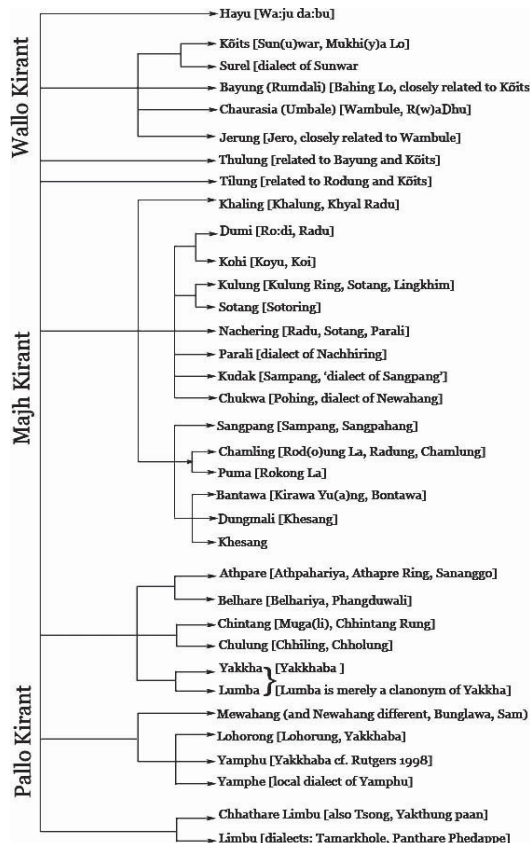 Wallo Kirant
Hayu [Wa:ju da:bu]
Kõits [Sun(u)war, Mukhi(y)a Lo]
Surel [dialect of Sunwar
Bayung (Rumdali) [Bahing Lo, closely related to Kõits
Chaurasia (Umbale) [Wambule, R(w)aDhu]
Jerung [Jero, closely related to Wambule]
Thulung [related to Bayung and Kõits]
Tilung [related to Rodung and Kõits]
Majh Kirant
Khaling [Khalung, Khyal Radu]
Dumi [Ro:di, Radu]
Kohi [Koyu, Koi]
Kulung [Kulung Ring, Sotang, Lingkhim]
Sotang [Sotoring]
Nachering [Radu, Sotang, Parali]
Parali [dialect of Nachhiring]
Kudak [Sampang, 'dialect of Sangpang']
Chukwa [Pohing, dialect of Newahang]
Sangpang [Sampang, Sangpahang]
Chamling [Rod(o)ung La, Radung, Chamlung]
Puma [Rokong La]
Bantawa [Kirawa Yu(a)ng, Bontawa]
Dungmali [Khesang]
Khesang
Pallo Kirant
Athpare [Athpahariya, Athapre Ring, Sananggo]
Belhare [Belhariya, Phangduwali]
Chintang [Muga(li), Chhintang Rung]
Chulung [Chhiling, Chholung]
Yakkha [Yakkhaba ]
Lumba [Lumba is merely a clanonym of Yakkha]
Mewahang (and Newahang different, Bunglawa, Sam)
Lohorong [Lohorung, Yakkhaba]
Yamphu [Yakkhaba cf. Rutgers 1998]
Yamphe [local dialect of Yamphu]
Chhathare Limbu [also Tsong, Yakthung paan]
Limbu [dialects: Tamarkhole, Panthare Phedappe]